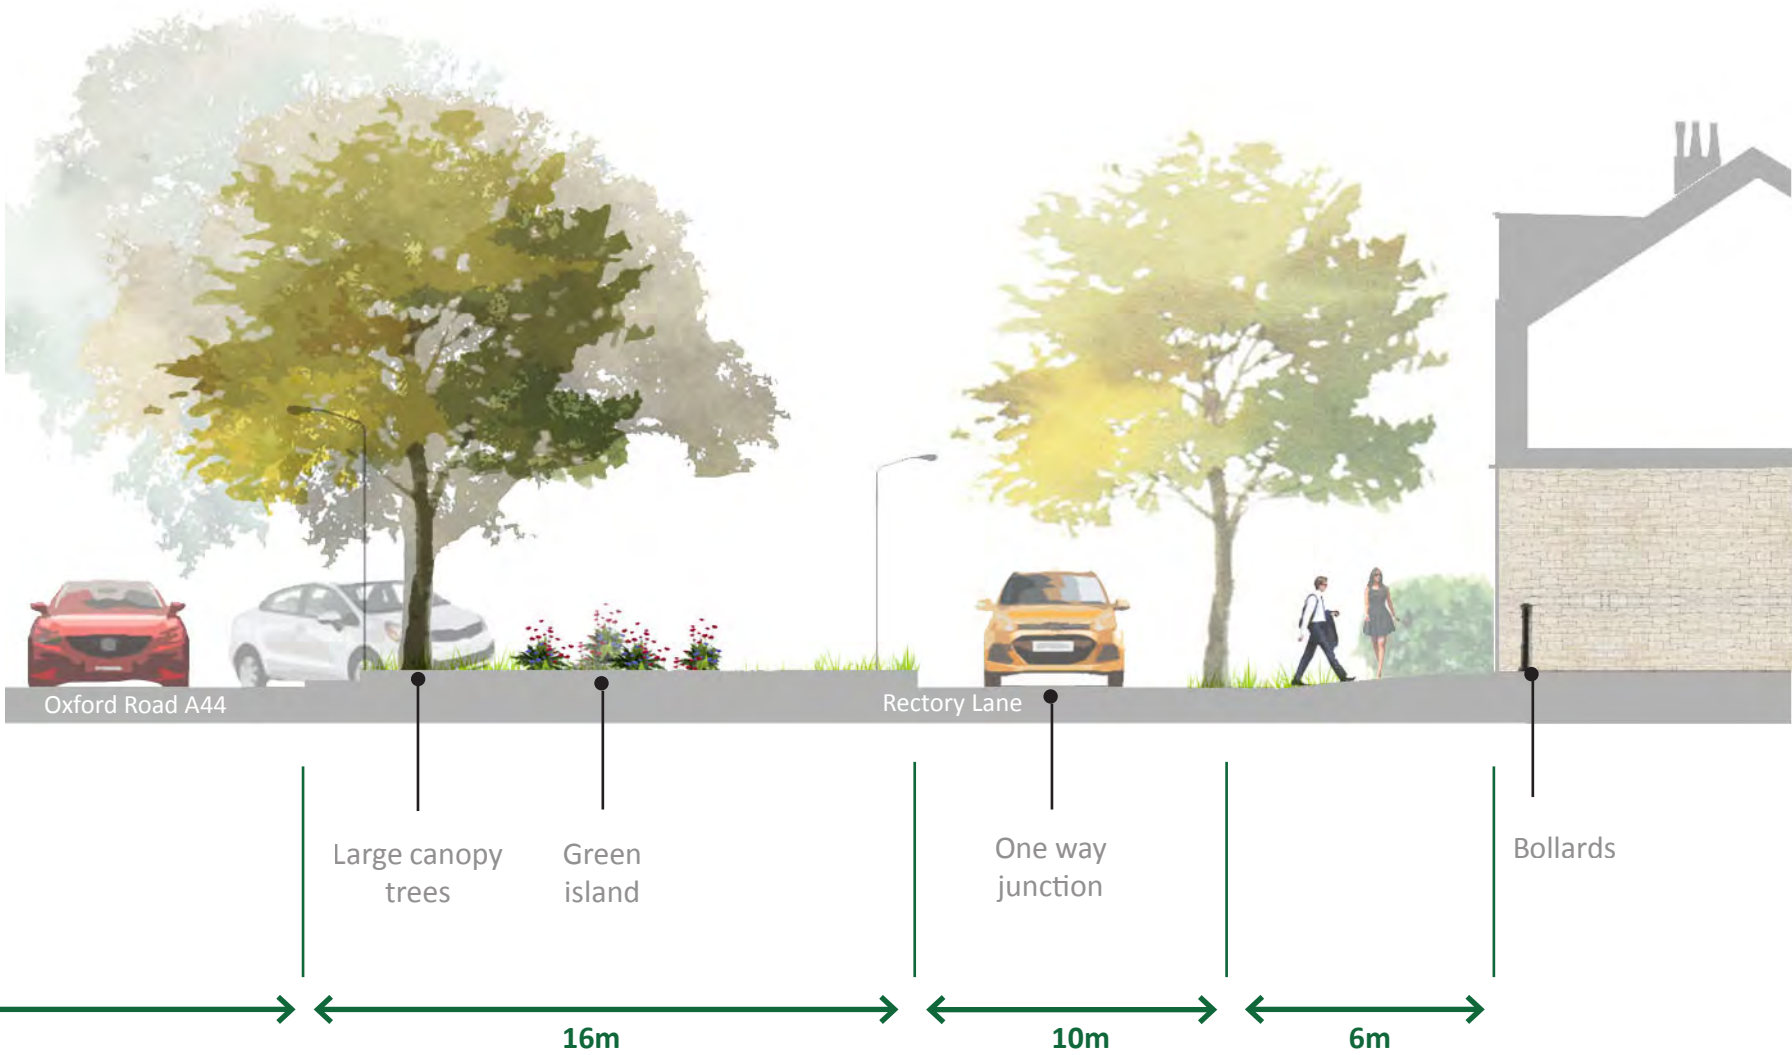 Oxford Road A44
Rectory Lane
Large canopy
trees
Green
island
One way
junction
Bollards
16m
10m
6m